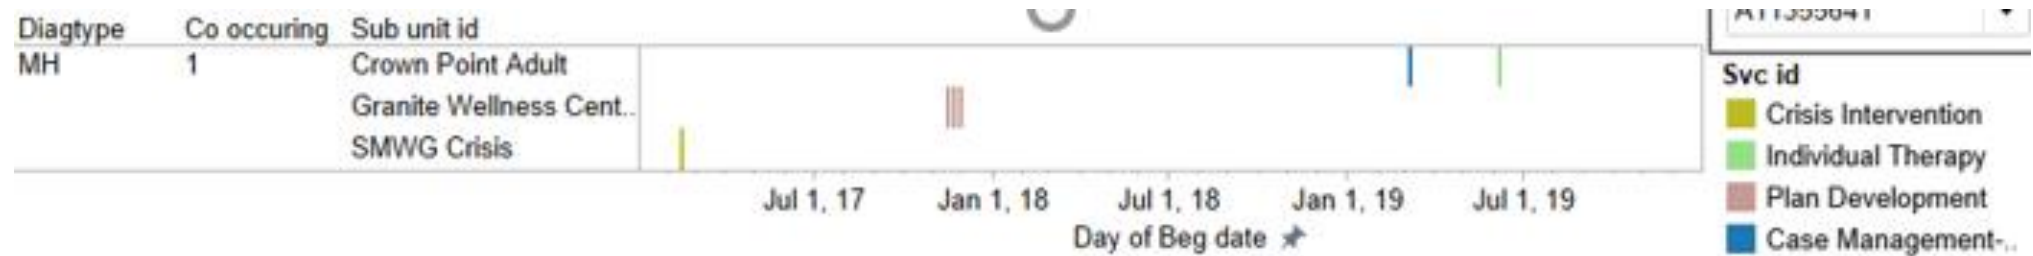 Diagtype Co occuring Sub unit id
MH 1 Crown Point Adult
Granite Wellness Cent..
SMWG Crisis
Jul 1, 17 Jan 1, 18 Jul 1, 18 Jan 1, 19 Jul 1, 19
Day of Beg date
Svc id
Crisis Intervention
Individual Therapy
Plan Development
Case Management-..